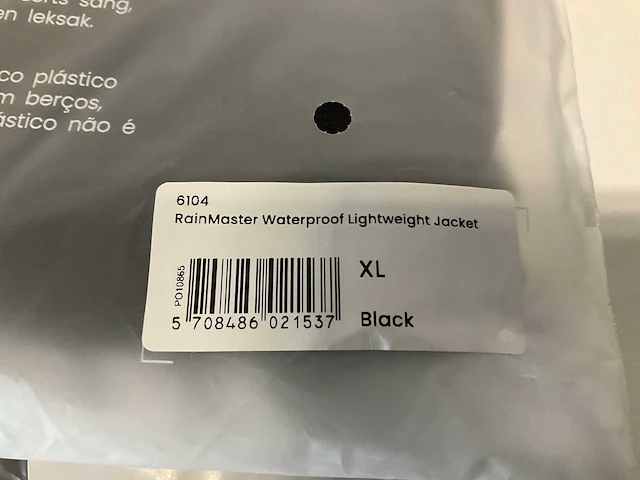 sang,
en leksak.
co plástico
m berços,
ástico não é
6104
RainMaster Waterproof Lightweight Jacket
PO10865
XL
5 708486 021537
Black